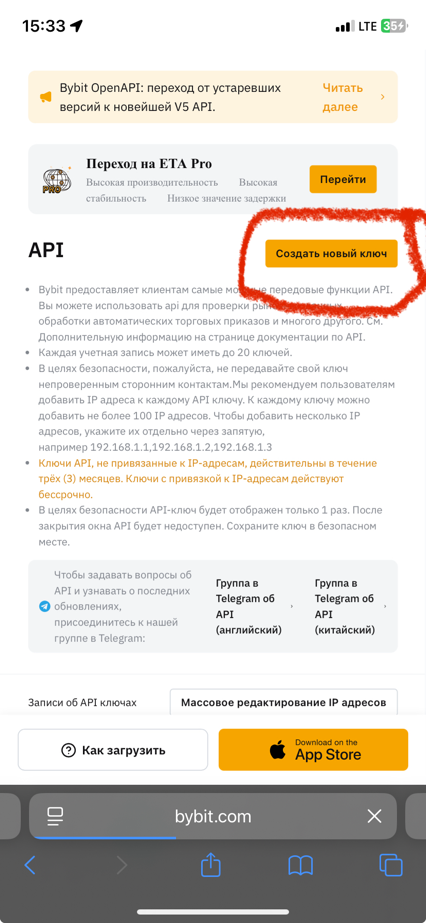 15:33
LTE
35
Bybit OpenAPI: переход от устаревших
версий к новейшей V5 API.
Читать
далее
PRO
Переход на ETA Pro
Высокая производительность Высокая
стабильность Низкое значение задержки
Перейти
API
Создать новый ключ
Bybit предоставляет клиентам самые мощные передовые функции API.
Вы можете использовать api для проверки
обработки автоматических торговых приказов и многого другого. См.
Дополнительную информацию на странице документации по API.
Каждая учетная запись может иметь до 20 ключей.
В целях безопасности, пожалуйста, не передавайте свой ключ
непроверенным сторонним контактам.Мы рекомендуем пользователям
добавить IP адреса к каждому API ключу. К каждому ключу можно
добавить не более 100 IP адресов. Чтобы добавить несколько IP
адресов, укажите их отдельно через запятую,
например 192.168.1.1,192.168.1.2,192.168.1.3
Ключи API, не привязанные к IP-адресам, действительны в течение
трёх (3) месяцев. Ключи с привязкой к IP-адресам действуют
бессрочно.
В целях безопасности API-ключ будет отображен только 1 раз. После
закрытия окна API будет недоступен. Сохраните ключ в безопасном
месте.
Чтобы задавать вопросы об
API и узнавать о последних
обновлениях,
присоединитесь к нашей
группе в Telegram:
Группа в
Telegram об
API
(английский)
Группа в
Telegram об
API
(китайский)
Записи об API ключах
Массовое редактирование IP адресов
Как загрузить
Download on the
App Store
bybit.com